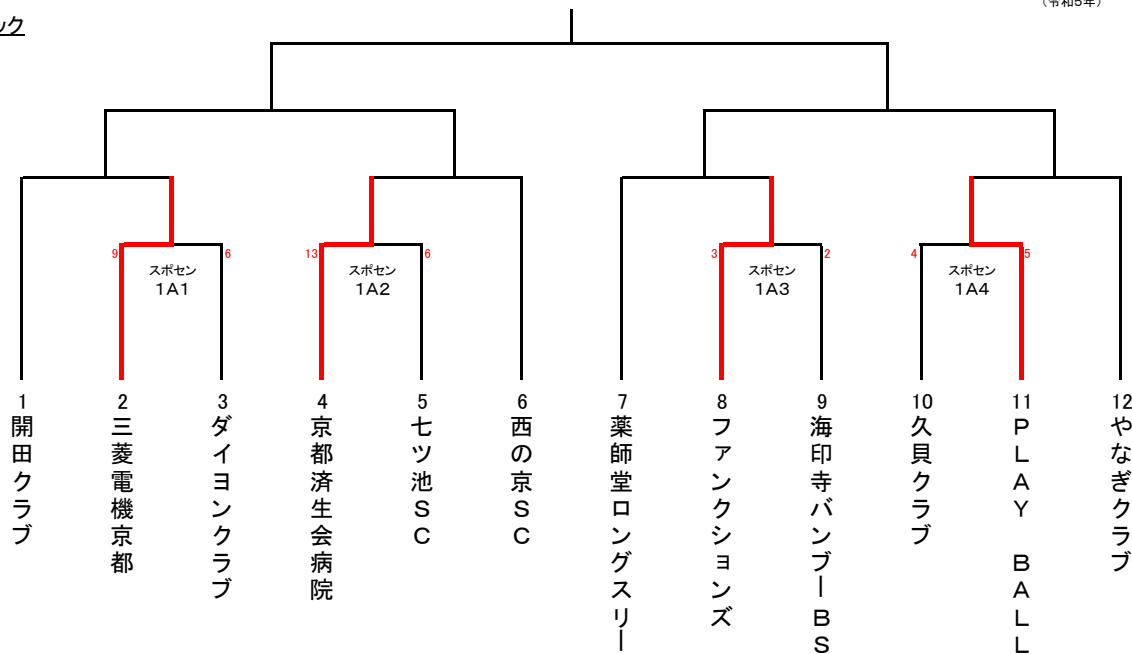 （令和5年）
ック
9
6
13
6
3
2
4
5
スポセン
1A1
スポセン
1A2
スポセン
1A3
スポセン
1A4
1
2
3
4
5
6
7
8
9
10
11
12
開田クラブ
三菱電機京都
ダイヨンクラブ
京都済生会病院
七ツ池ＳＣ
西の京ＳＣ
薬師堂ロングスリー
ファンクションズ
海印寺バンブーＢＳ
久貝クラブ
ＰＬＡＹ　ＢＡＬＬ
やなぎクラブ